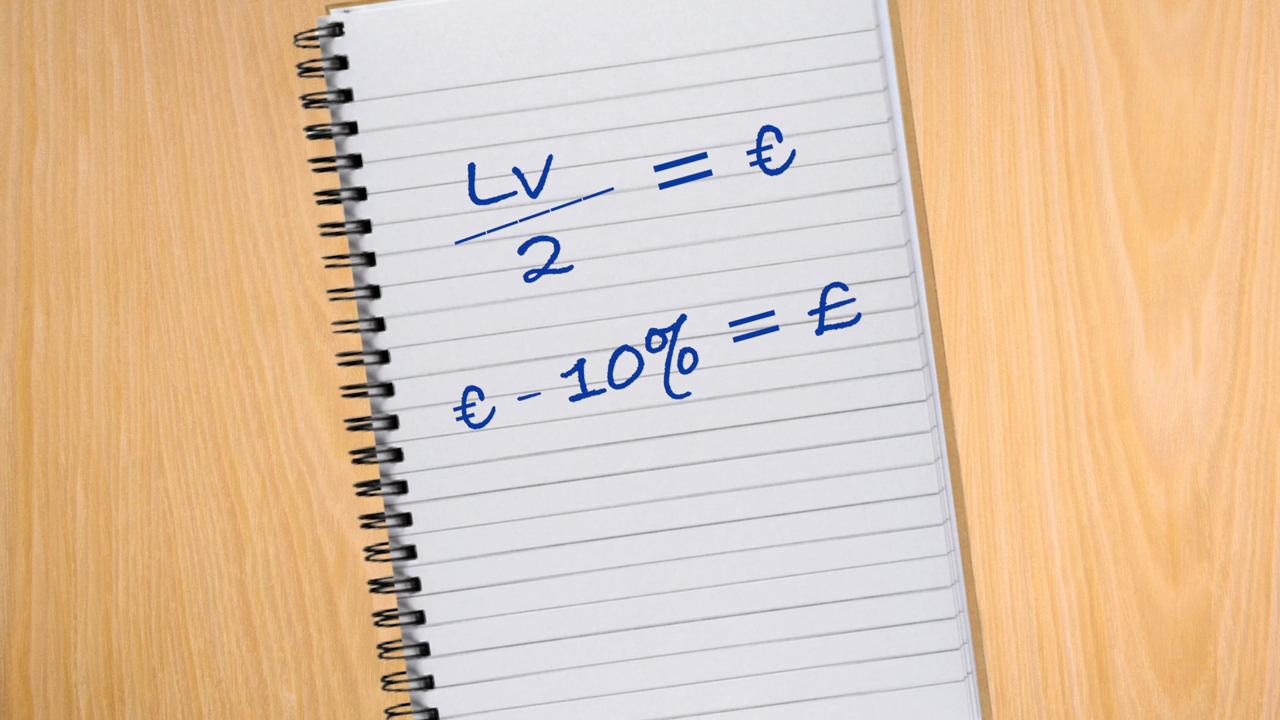 LV
2 = €
€ - 10% = £